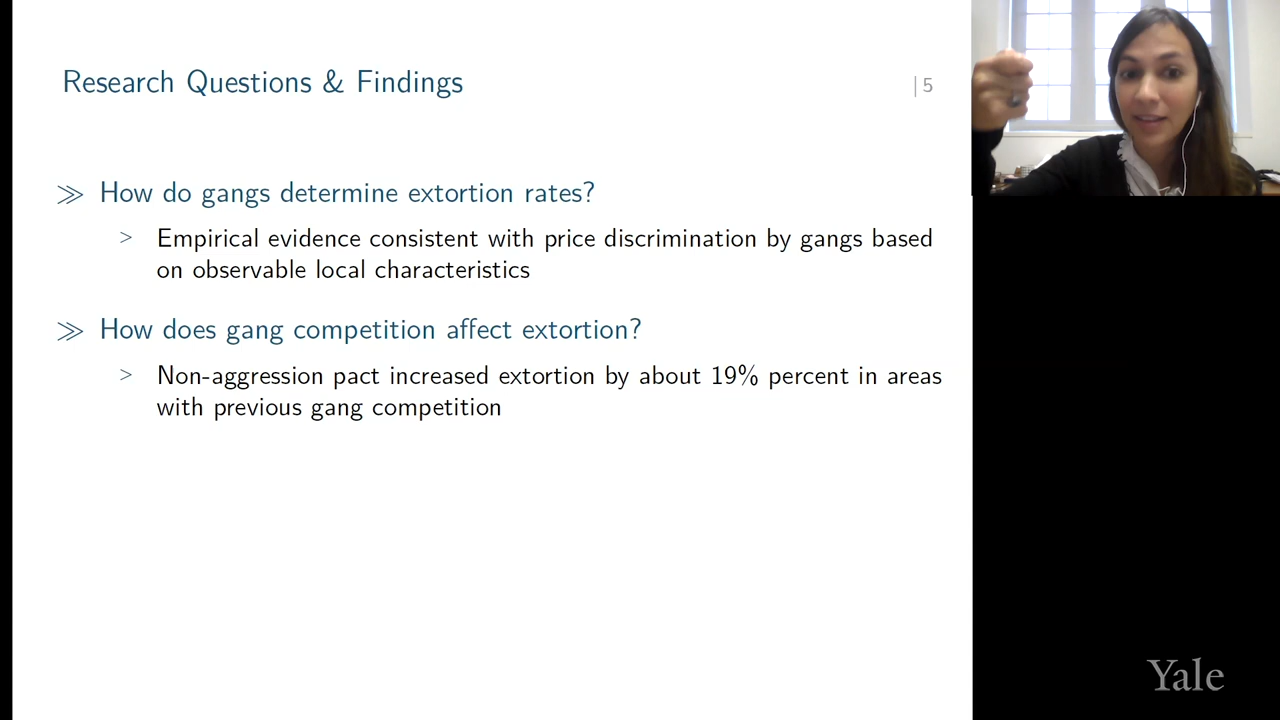 Research Questions & Findings
| 5
≫ How do gangs determine extortion rates?
> Empirical evidence consistent with price discrimination by gangs based
on observable local characteristics
≫ How does gang competition affect extortion?
> Non-aggression pact increased extortion by about 19% percent in areas
with previous gang competition
Yale